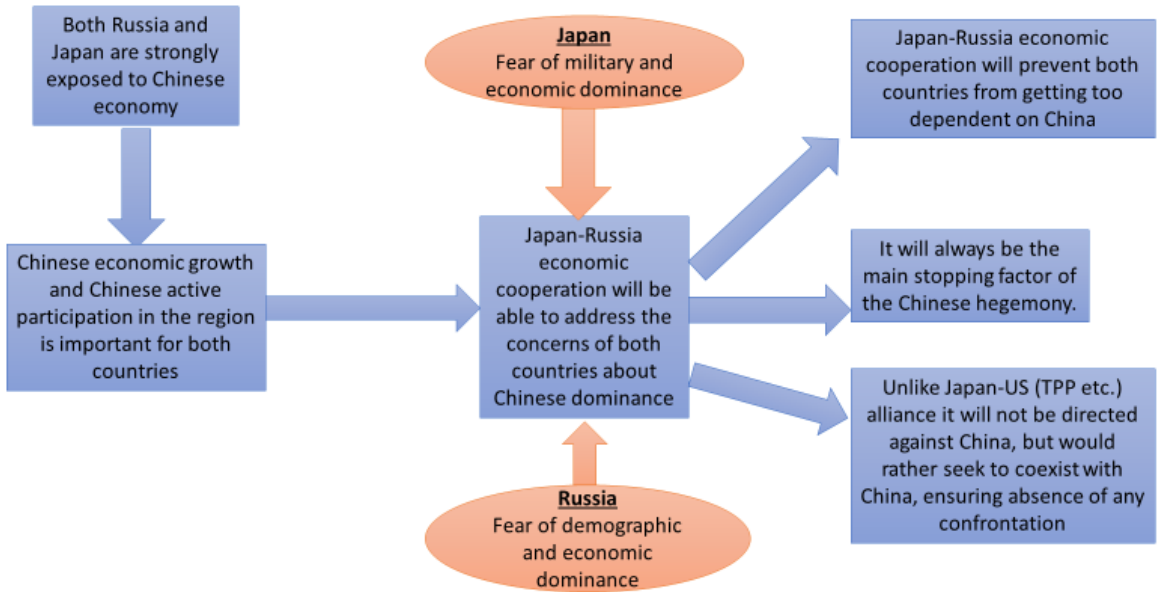 Both Russia and
Japan are strongly
exposed to Chinese
economy
Chinese economic growth
and Chinese active
participation in the region
is important for both
countries
Japan
Fear of military and
economic dominance
Japan-Russia
economic
cooperation will be
able to address the
concerns of both
countries about
Chinese dominance
Russia
Fear of demographic
and economic
dominance
Japan-Russia economic
cooperation will prevent both
countries from getting too
dependent on China
It will always be the
main stopping factor of
the Chinese hegemony.
Unlike Japan-US (TPP etc.)
alliance it will not be directed
against China, but would
rather seek to coexist with
China, ensuring absence of any
confrontation